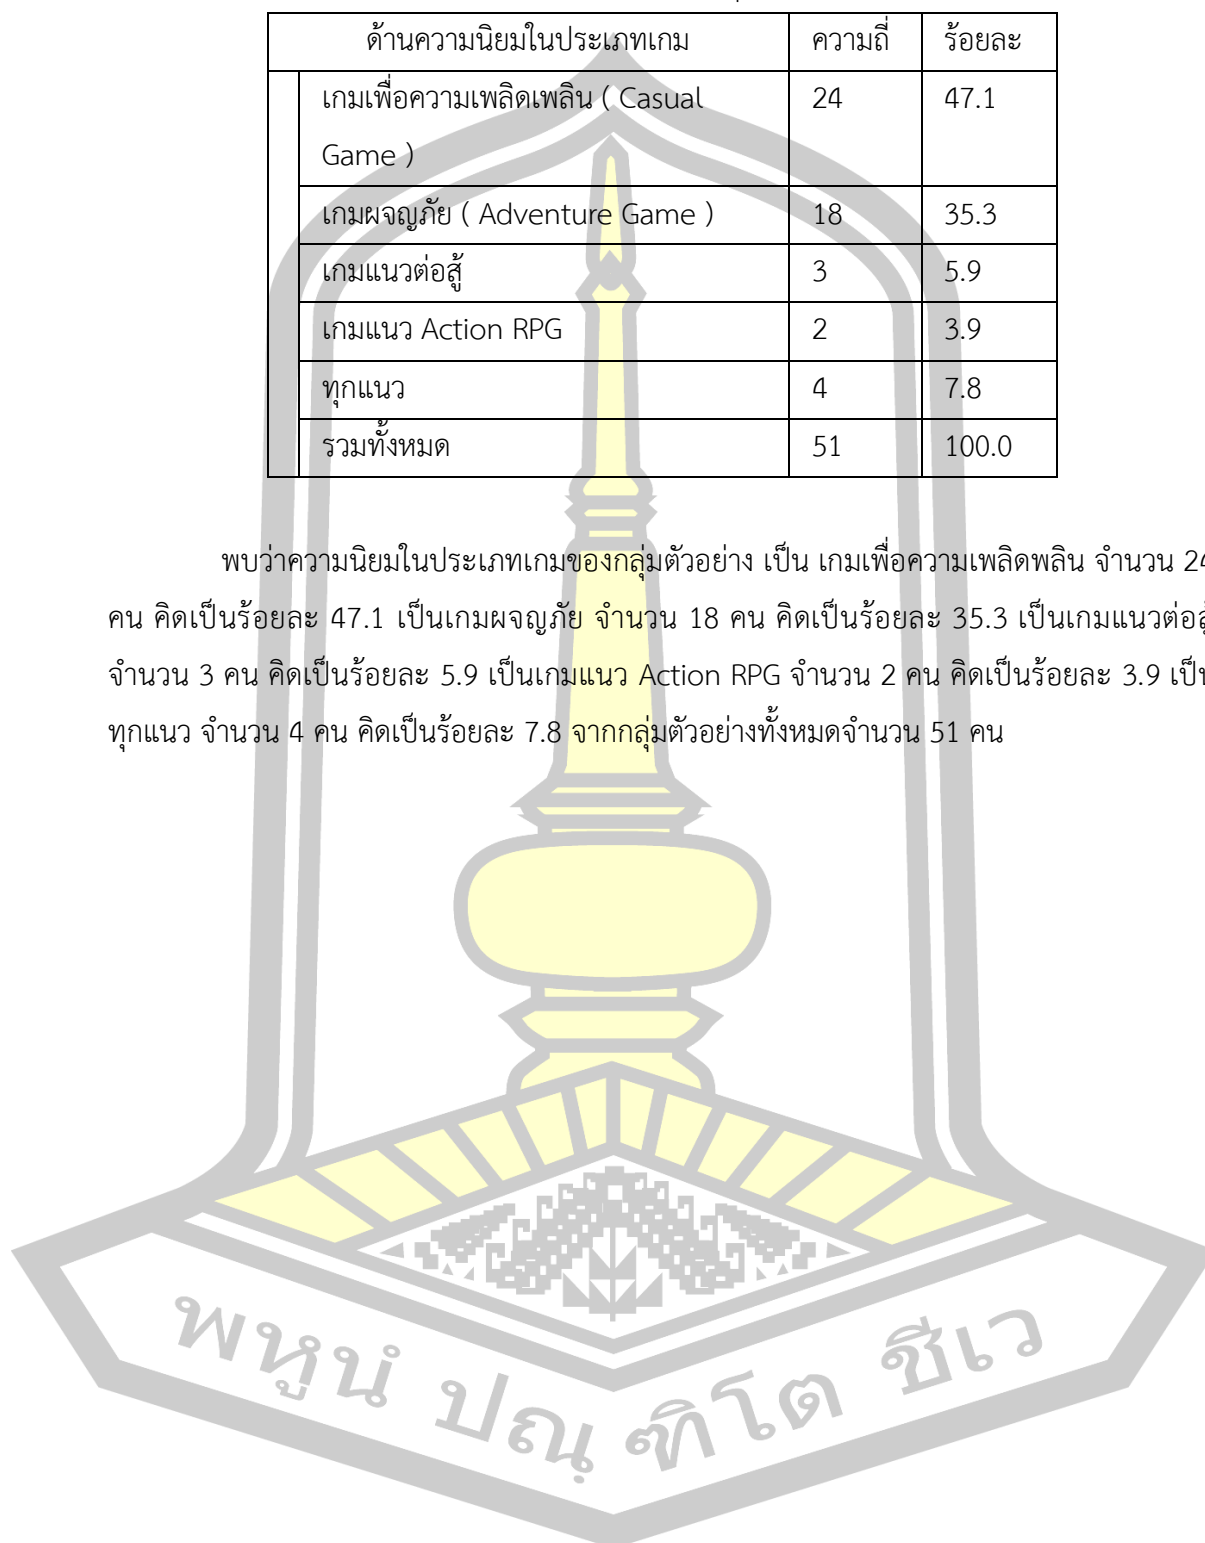 ด้านความนิยมในประเภทเกม ความถี่ ร้อยละ
เกมเพื่อความเพลิดเพลิน ( Casual 24 47.1
Game )
เกมผจญภัย ( Adventure Game ) 18 35.3
เกมแนวต่อสู้ 3 5.9
เกมแนว Action RPG 2 3.9
ทุกแนว 4 7.8
รวมทั้งหมด 51 100.0
พบว่าความนิยมในประเภทเกมของกลุ่มตัวอย่าง เป็น เกมเพื่อความเพลิดพลิน จำนวน 24
คน คิดเป็นร้อยละ 47.1 เป็นเกมผจญภัย จำนวน 18 คน คิดเป็นร้อยละ 35.3 เป็นเกมแนวต่อสู้
จำนวน 3 คน คิดเป็นร้อยละ 5.9 เป็นเกมแนว Action RPG จำนวน 2 คน คิดเป็นร้อยละ 3.9 เป็น
ทุกแนว จำนวน 4 คน คิดเป็นร้อยละ 7.8 จากกลุ่มตัวอย่างทั้งหมดจำนวน 51 คน
พหูนํ ปณฺฑิโต ชีเว